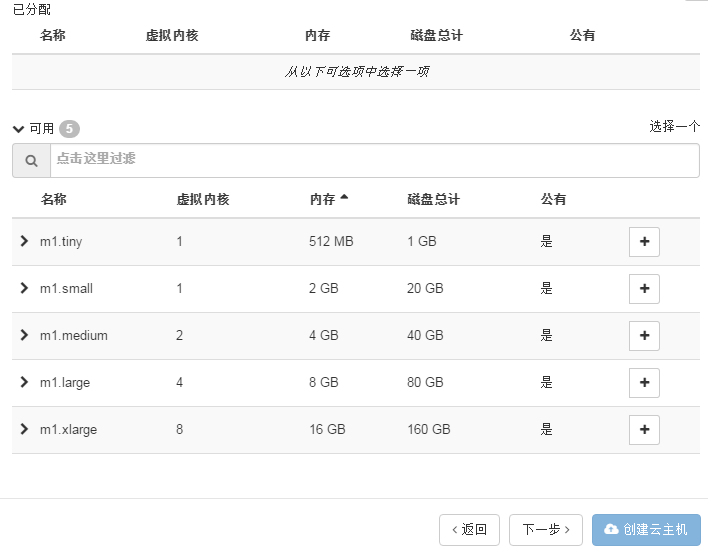 已分配
名称 虚拟内核 内存 磁盘总计 公有
从以下可选项中选择一项
可用 5 选择一个
点击这里过滤
名称 虚拟内核 内存 磁盘总计 公有
m1.tiny 1 512 MB 1 GB 是
m1.small 1 2 GB 20 GB 是
m1.medium 2 4 GB 40 GB 是
m1.large 4 8 GB 80 GB 是
m1.xlarge 8 16 GB 160 GB 是
返回 下一步 创建云主机